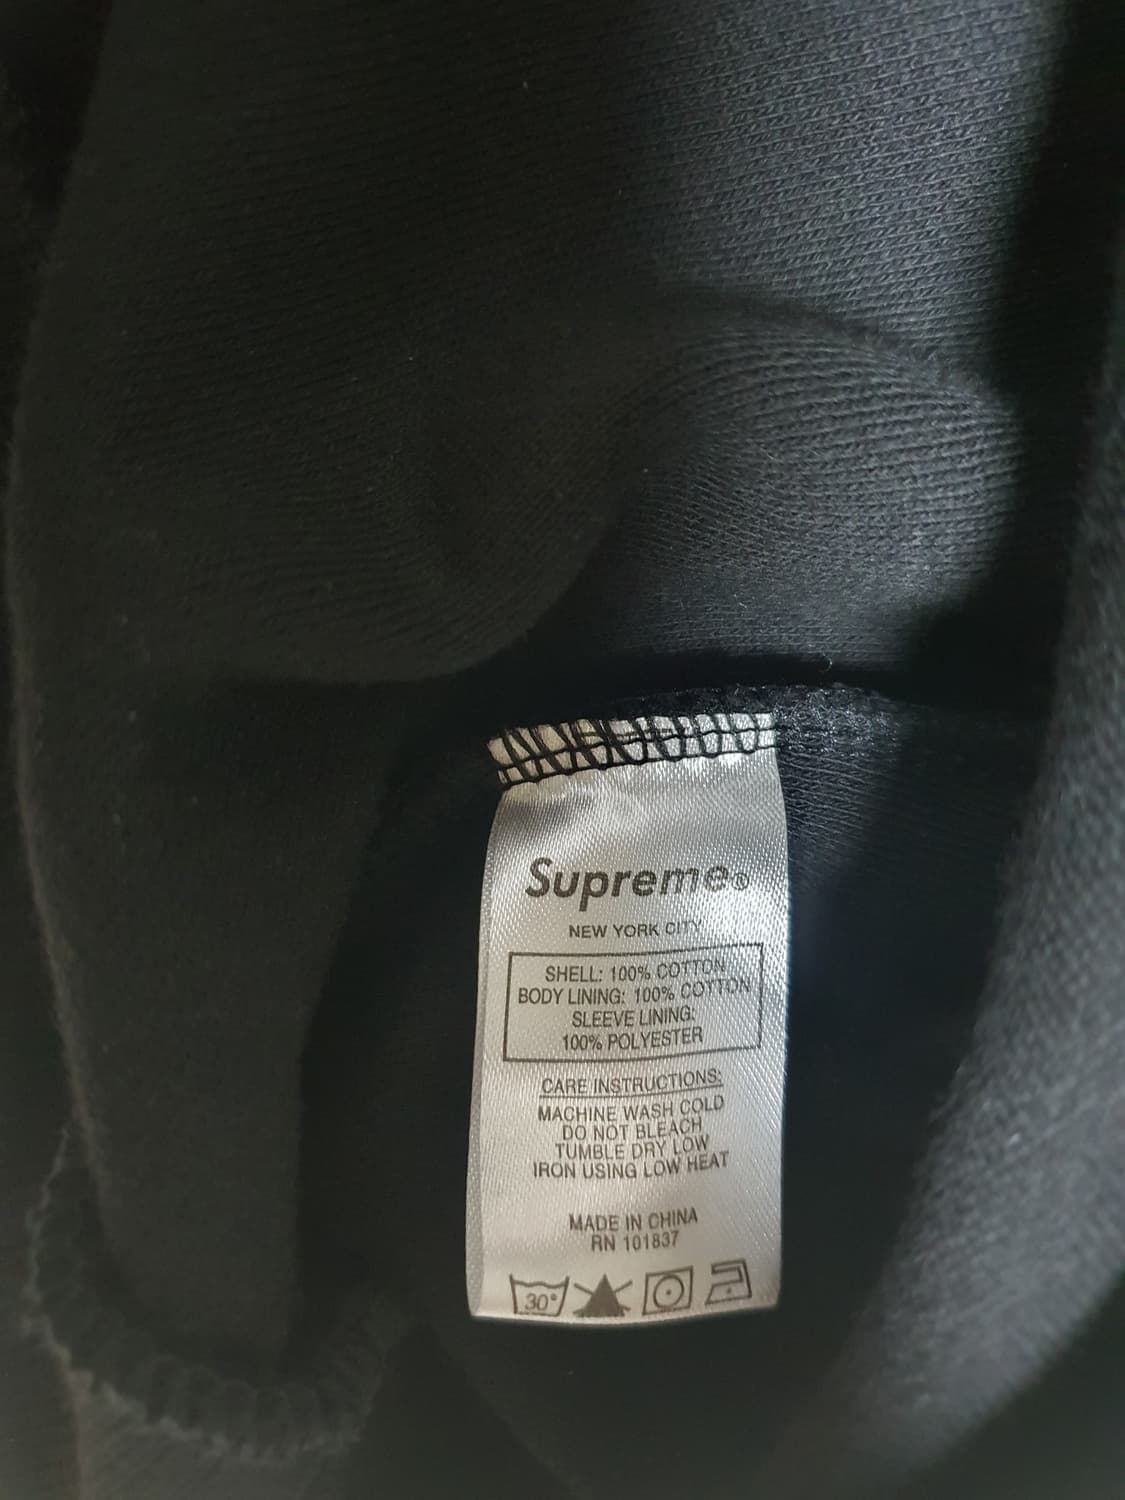 Supreme®
NEW YORK CITY
SHELL: 100% COTTON
BODY LINING: 100% COTTON
SLEEVE LINING:
100% POLYESTER
CARE INSTRUCTIONS:
MACHINE WASH COLD
DO NOT BLEACH
TUMBLE DRY LOW
IRON USING LOW HEAT
MADE IN CHINA
RN 101837
30°